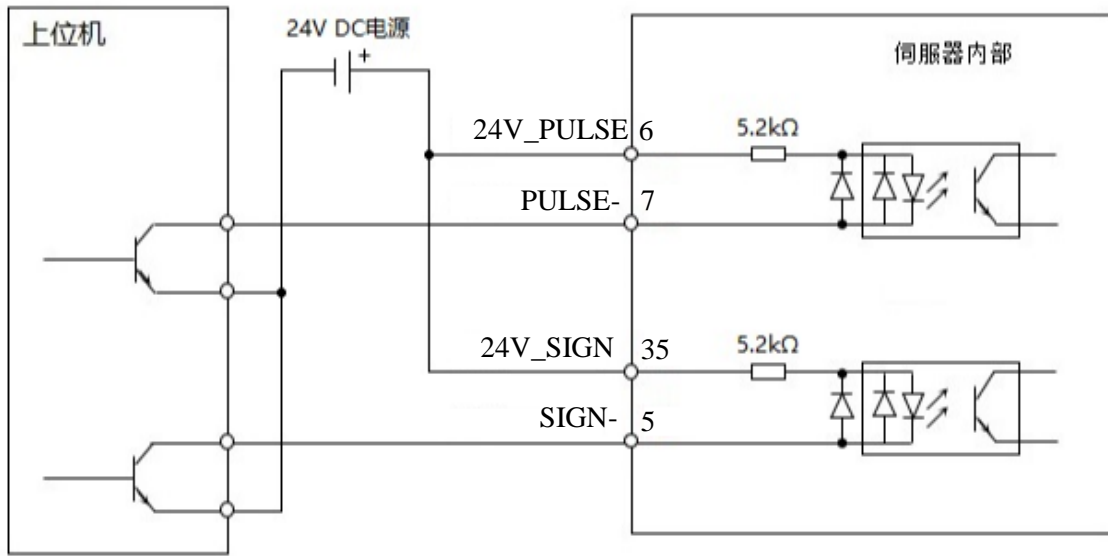 上位机
24V DC电源
+
伺服器内部
24V_PULSE 6
5.2kΩ
PULSE- 7
24V_SIGN 35
5.2kΩ
SIGN- 5